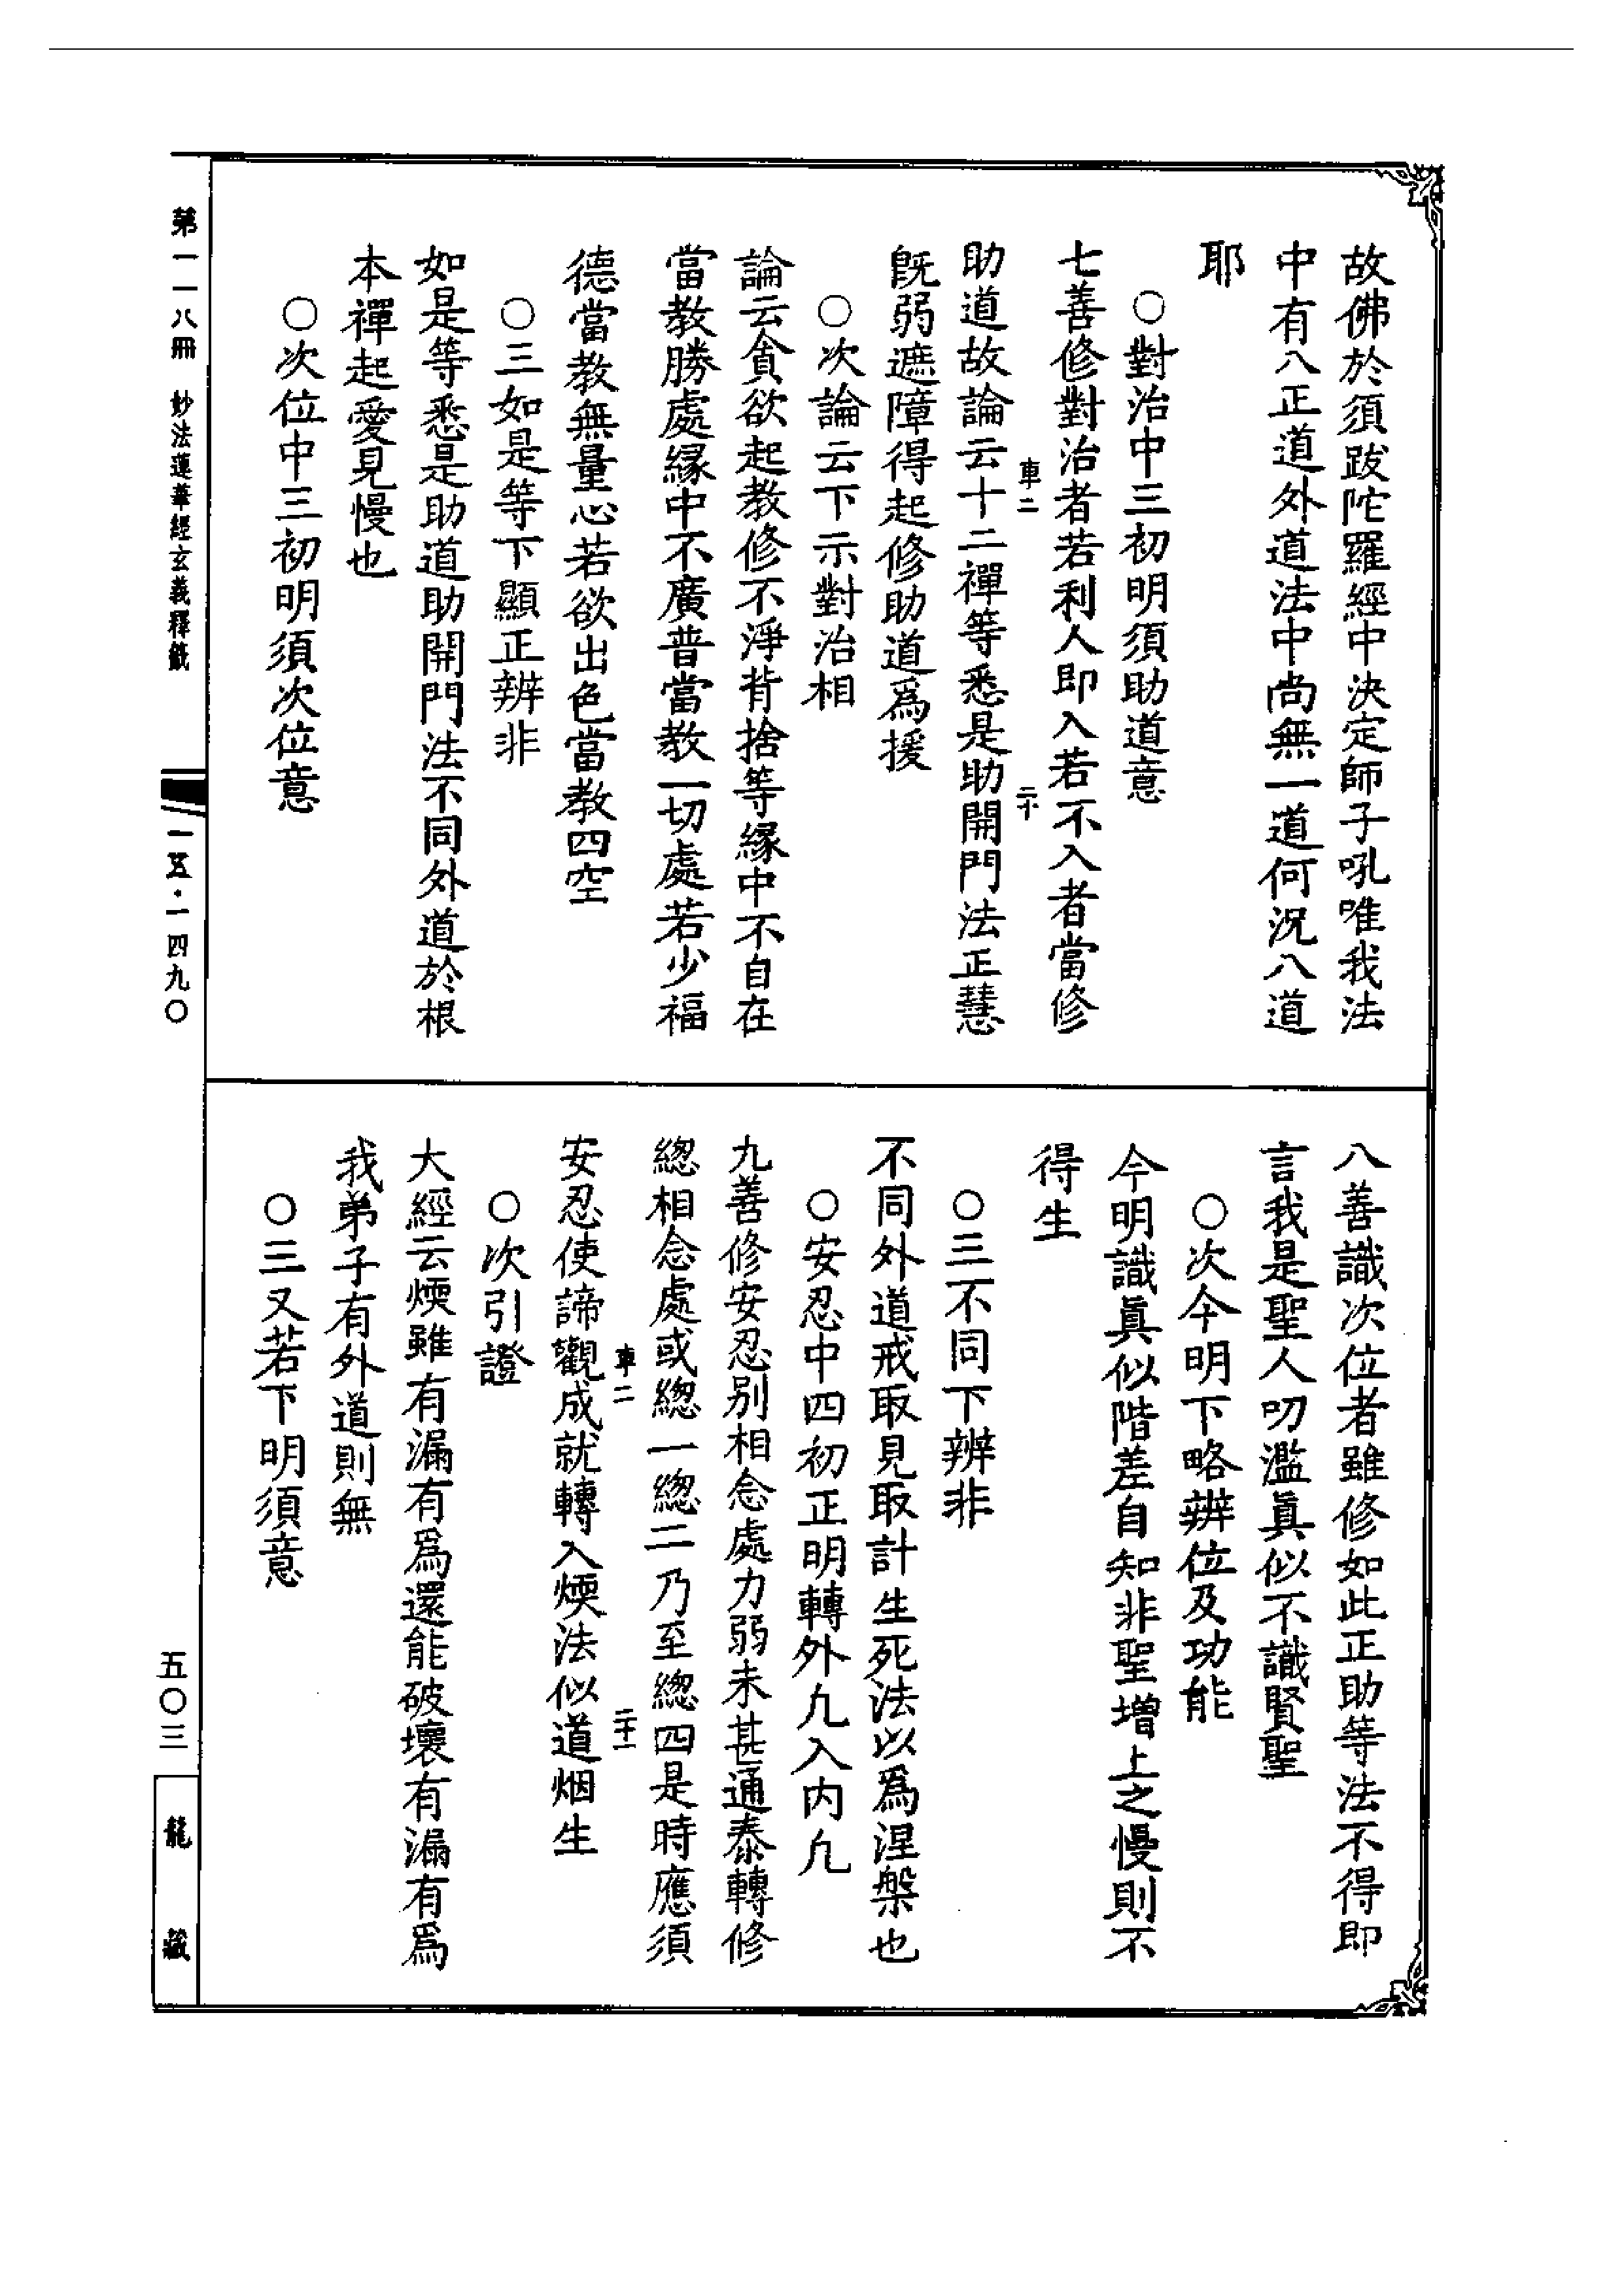 故佛於須跋陀羅經中決定師子吼唯我法
中有八正道外道法中尚無一道何況八道
耶
○對治中三初明須助道意
七善修對治者若利人即入若不入者當修
車二
二十
助道故論云十二禪等悉是助開門法正慧
既弱遮障得起修助道爲援
○次論云下示對治相
論云貪欲起教修不淨背捨等緣中不自在
當教勝處緣中不廣普當教一切處若少福
德當教無量心若欲出色當教四空
○三如是等下顯正辨非
如是等悉是助道助開門法不同外道於根
本禪起愛見慢也
○次位中三初明須次位意
八善識次位者雖修如此正助等法不得即
言我是聖人叨濫眞似不識賢聖
○次今明下略辨位及功能
今明識眞似階差自知非聖增上之慢則不
得生
○三不同下辨非
不同外道戒取見取計生死法以爲涅槃也
○安忍中四初正明轉外凡入内凡
九善修安忍别相念處力弱未甚通泰轉修
總相念處或總一總二乃至總四是時應須
車二
二十一
安忍使諦觀成就轉入煗法似道烟生
○次引證
大經云煗雖有漏有爲還能破壞有漏有爲
我弟子有外道則無
○三又若下明須意
第一一八冊　妙法蓮華經玄義釋籤
一五·一四九〇
五〇三
龍藏